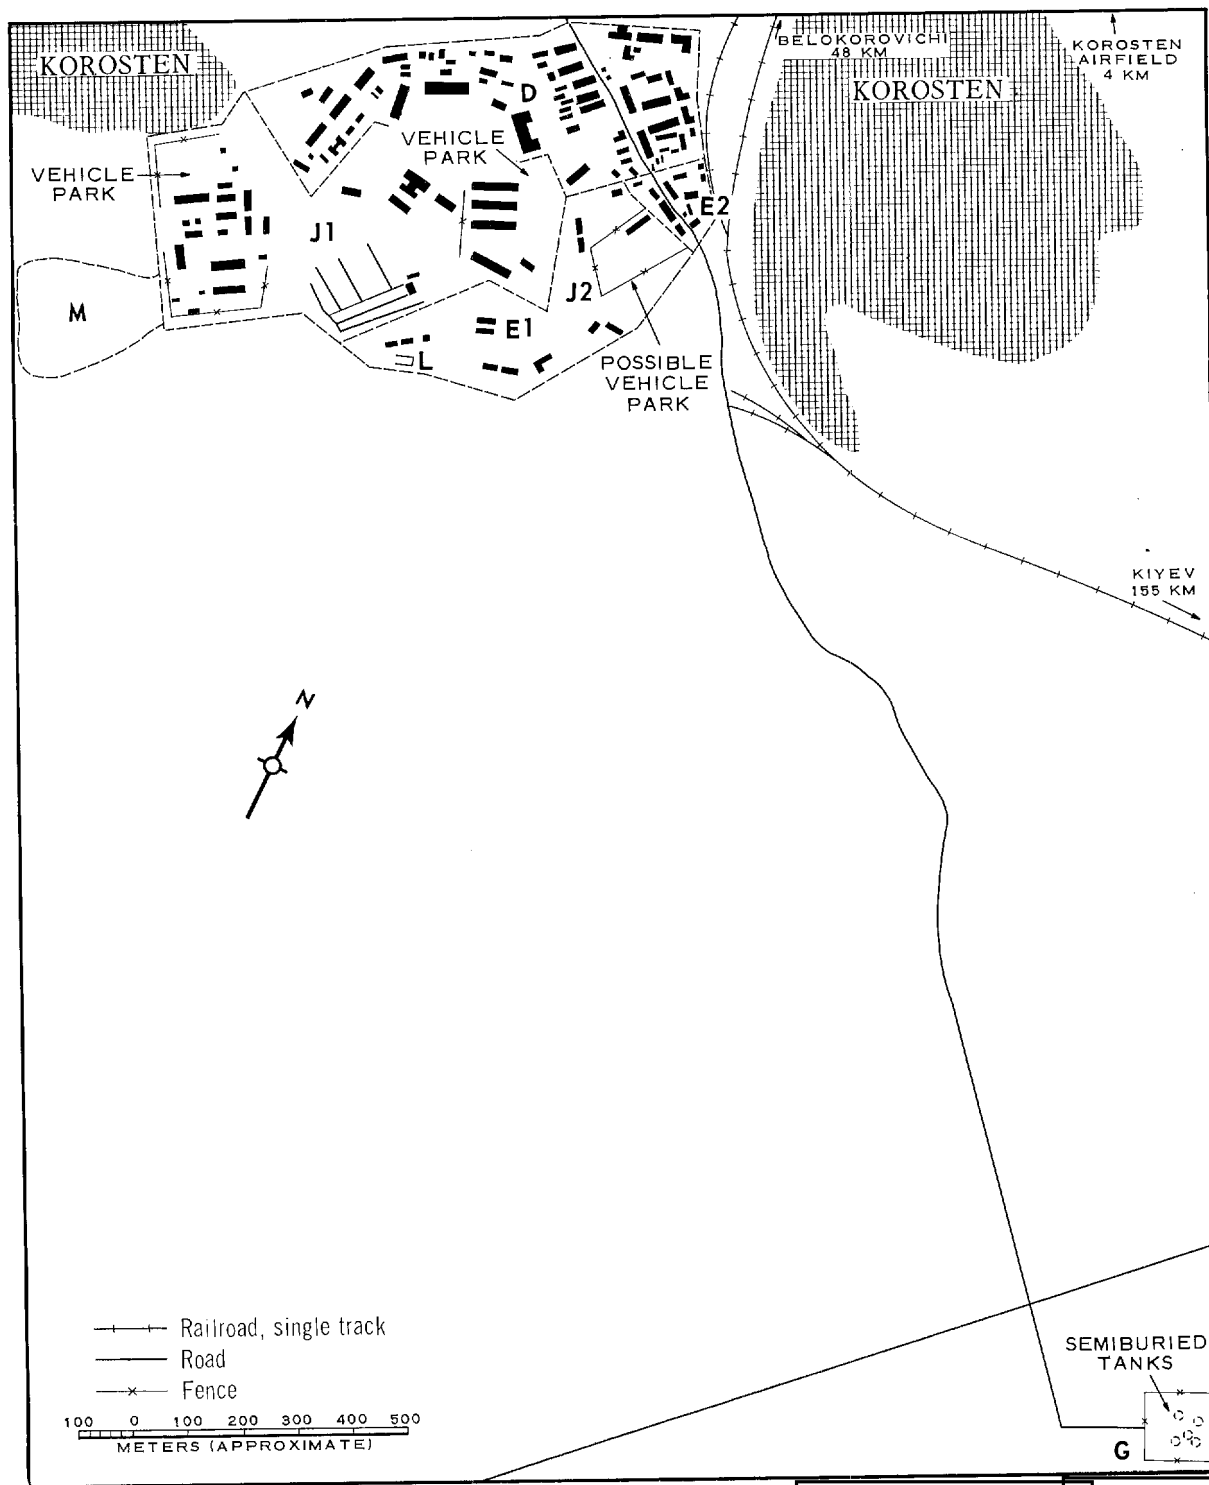 KOROSTEN
BELOKOROVICHI
48 KM
KOROSTEN
AIRFIELD
4 KM
KOROSTEN
D
VEHICLE
PARK
VEHICLE
PARK
E2
J1
J2
M
E1
L
POSSIBLE
VEHICLE
PARK
KIYEV
155 KM
N
Railroad, single track
Road
Fence
100 0 100 200 300 400 500
METERS (APPROXIMATE)
SEMIBURIED
TANKS
G